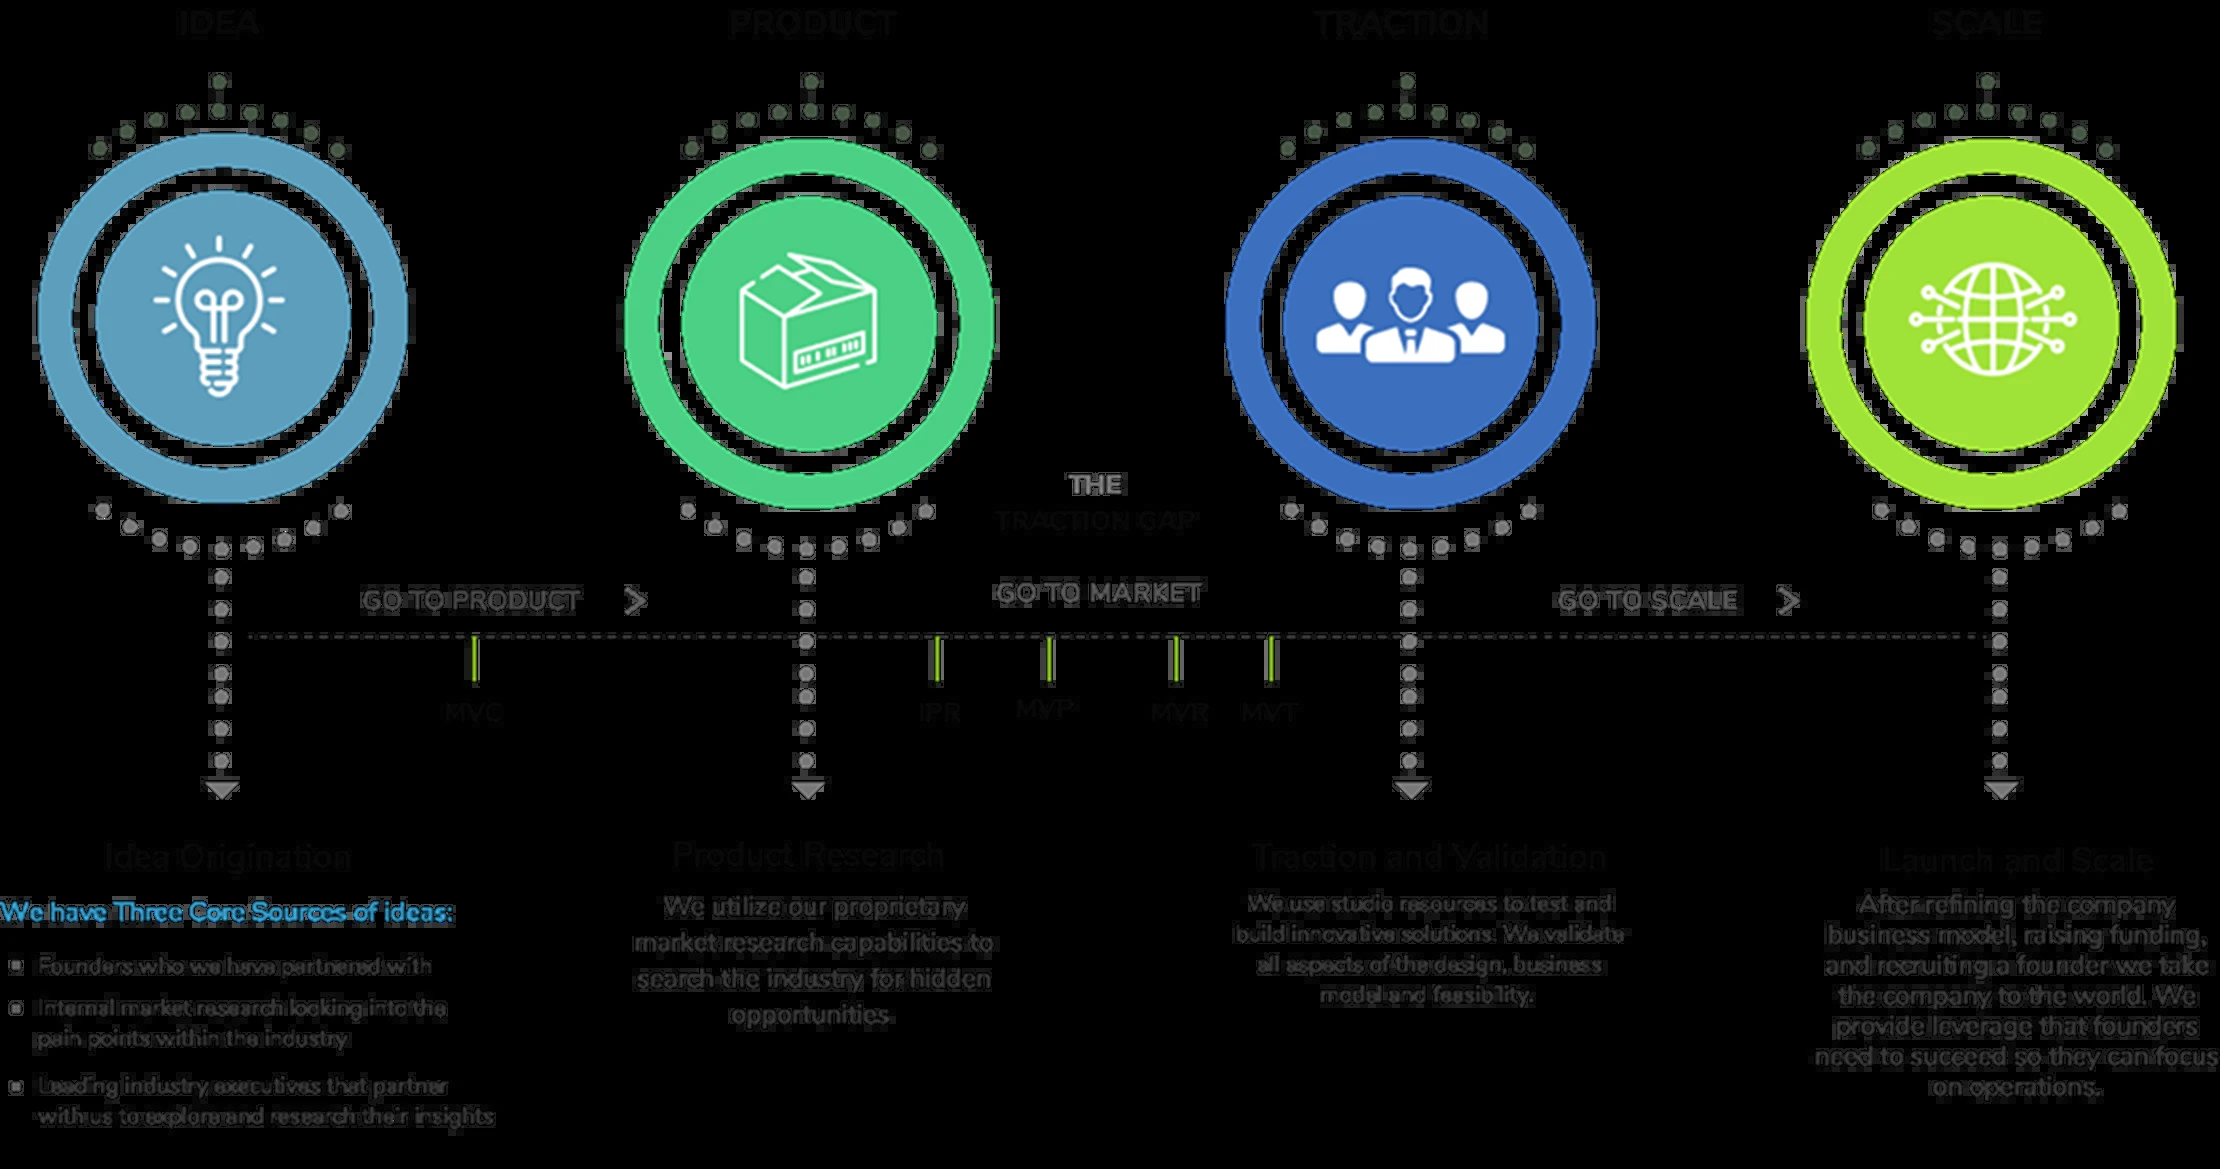 IDEA
PRODUCT
TRACTION
SCALE
THE
TRACTION GAP
GO TO PRODUCT >
GO TO MARKET
GO TO SCALE >
MVC
IPR
MVP
MVR
MVT
Idea Origination
We have Three Core Sources of ideas:
Founders who we have partnered with
Internal market research looking into the
pain points within the industry
Leading industry executives that partner
with us to explore and research their insights
Product Research
We utilize our proprietary
market research capabilities to
search the industry for hidden
opportunities
Traction and Validation
We use studio resources to test and
build innovative solutions. We validate
all aspects of the design, business
model and feasibility.
Launch and Scale
After refining the company
business model, raising funding,
and recruiting a founder we take
the company to the world. We
provide leverage that founders
need to succeed so they can focus
on operations.